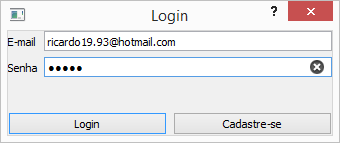 Login
E-mail ricardo19.93@hotmail.com
Senha •••••
Login Cadastre-se